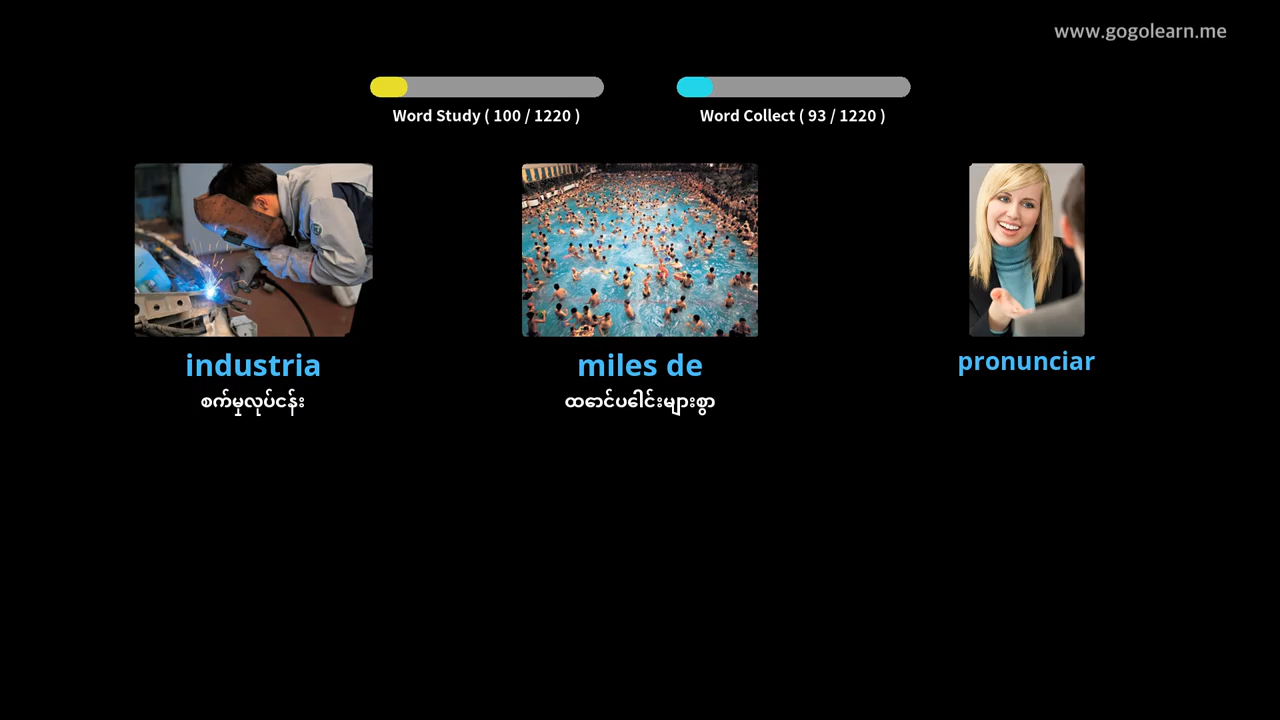 www.gogolearn.me
Word Study ( 100 / 1220 )
Word Collect ( 93 / 1220 )
industria
miles de
pronunciar
စက်မှုလုပ်ငန်း
ထောင်ပေါင်းများစွာ